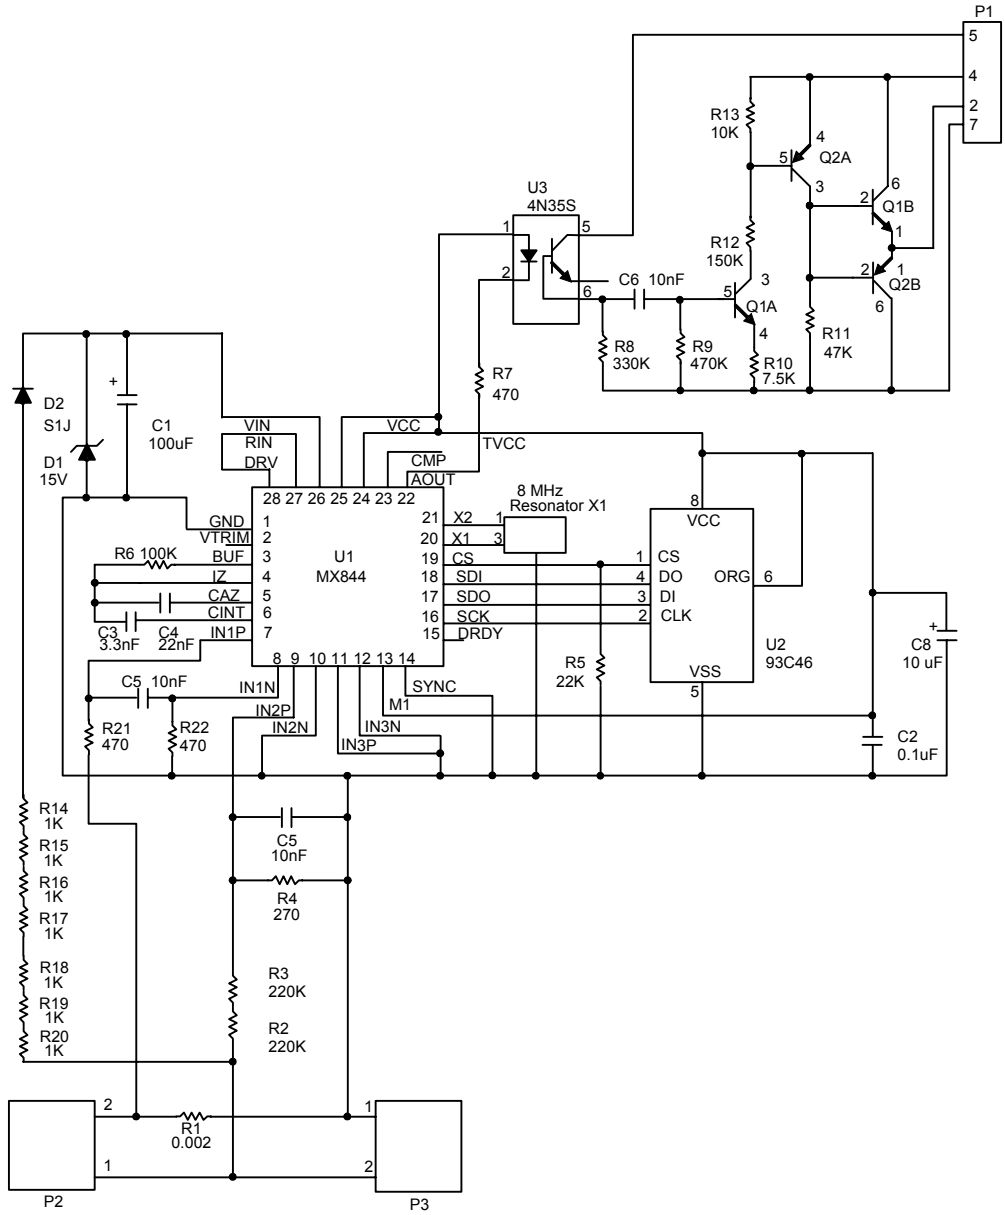 P1
5
4
2
7
R13
10K
4
5
Q2A
3
U3
4N35S
6
2
Q1B
1
1
5
R12
150K
2
1
Q2B
6
2
6
C6
10nF
3
5
Q1A
4
R8
330K
R9
470K
R10
7.5K
R11
47K
R7
470
D2
S1J
+
C1
100uF
D1
15V
VIN
RIN
DRV
VCC
TVCC
CMP
AOUT
28
27
26
25
24
23
22
8 MHz
Resonator X1
GND
1
21
X2
1
8
VCC
VTRIM
2
20
X1
3
R6 100K
BUF
3
U1
MX844
19
CS
1
CS
IZ
4
18
SDI
4
DO
ORG
6
CAZ
5
17
SDO
3
DI
CINT
6
16
SCK
2
CLK
C3
3.3nF
C4
22nF
IN1P
7
15
DRDY
+
C8
10 uF
U2
93C46
8
9
10
11
12
13
14
R5
22K
VSS
5
C5
10nF
IN1N
SYNC
IN2P
M1
IN2N
IN3N
IN3P
R21
470
R22
470
C2
0.1uF
R14
1K
R15
1K
R16
1K
R17
1K
R18
1K
R19
1K
R20
1K
C5
10nF
R4
270
R3
220K
R2
220K
2
1
R1
0.002
1
2
P2
P3